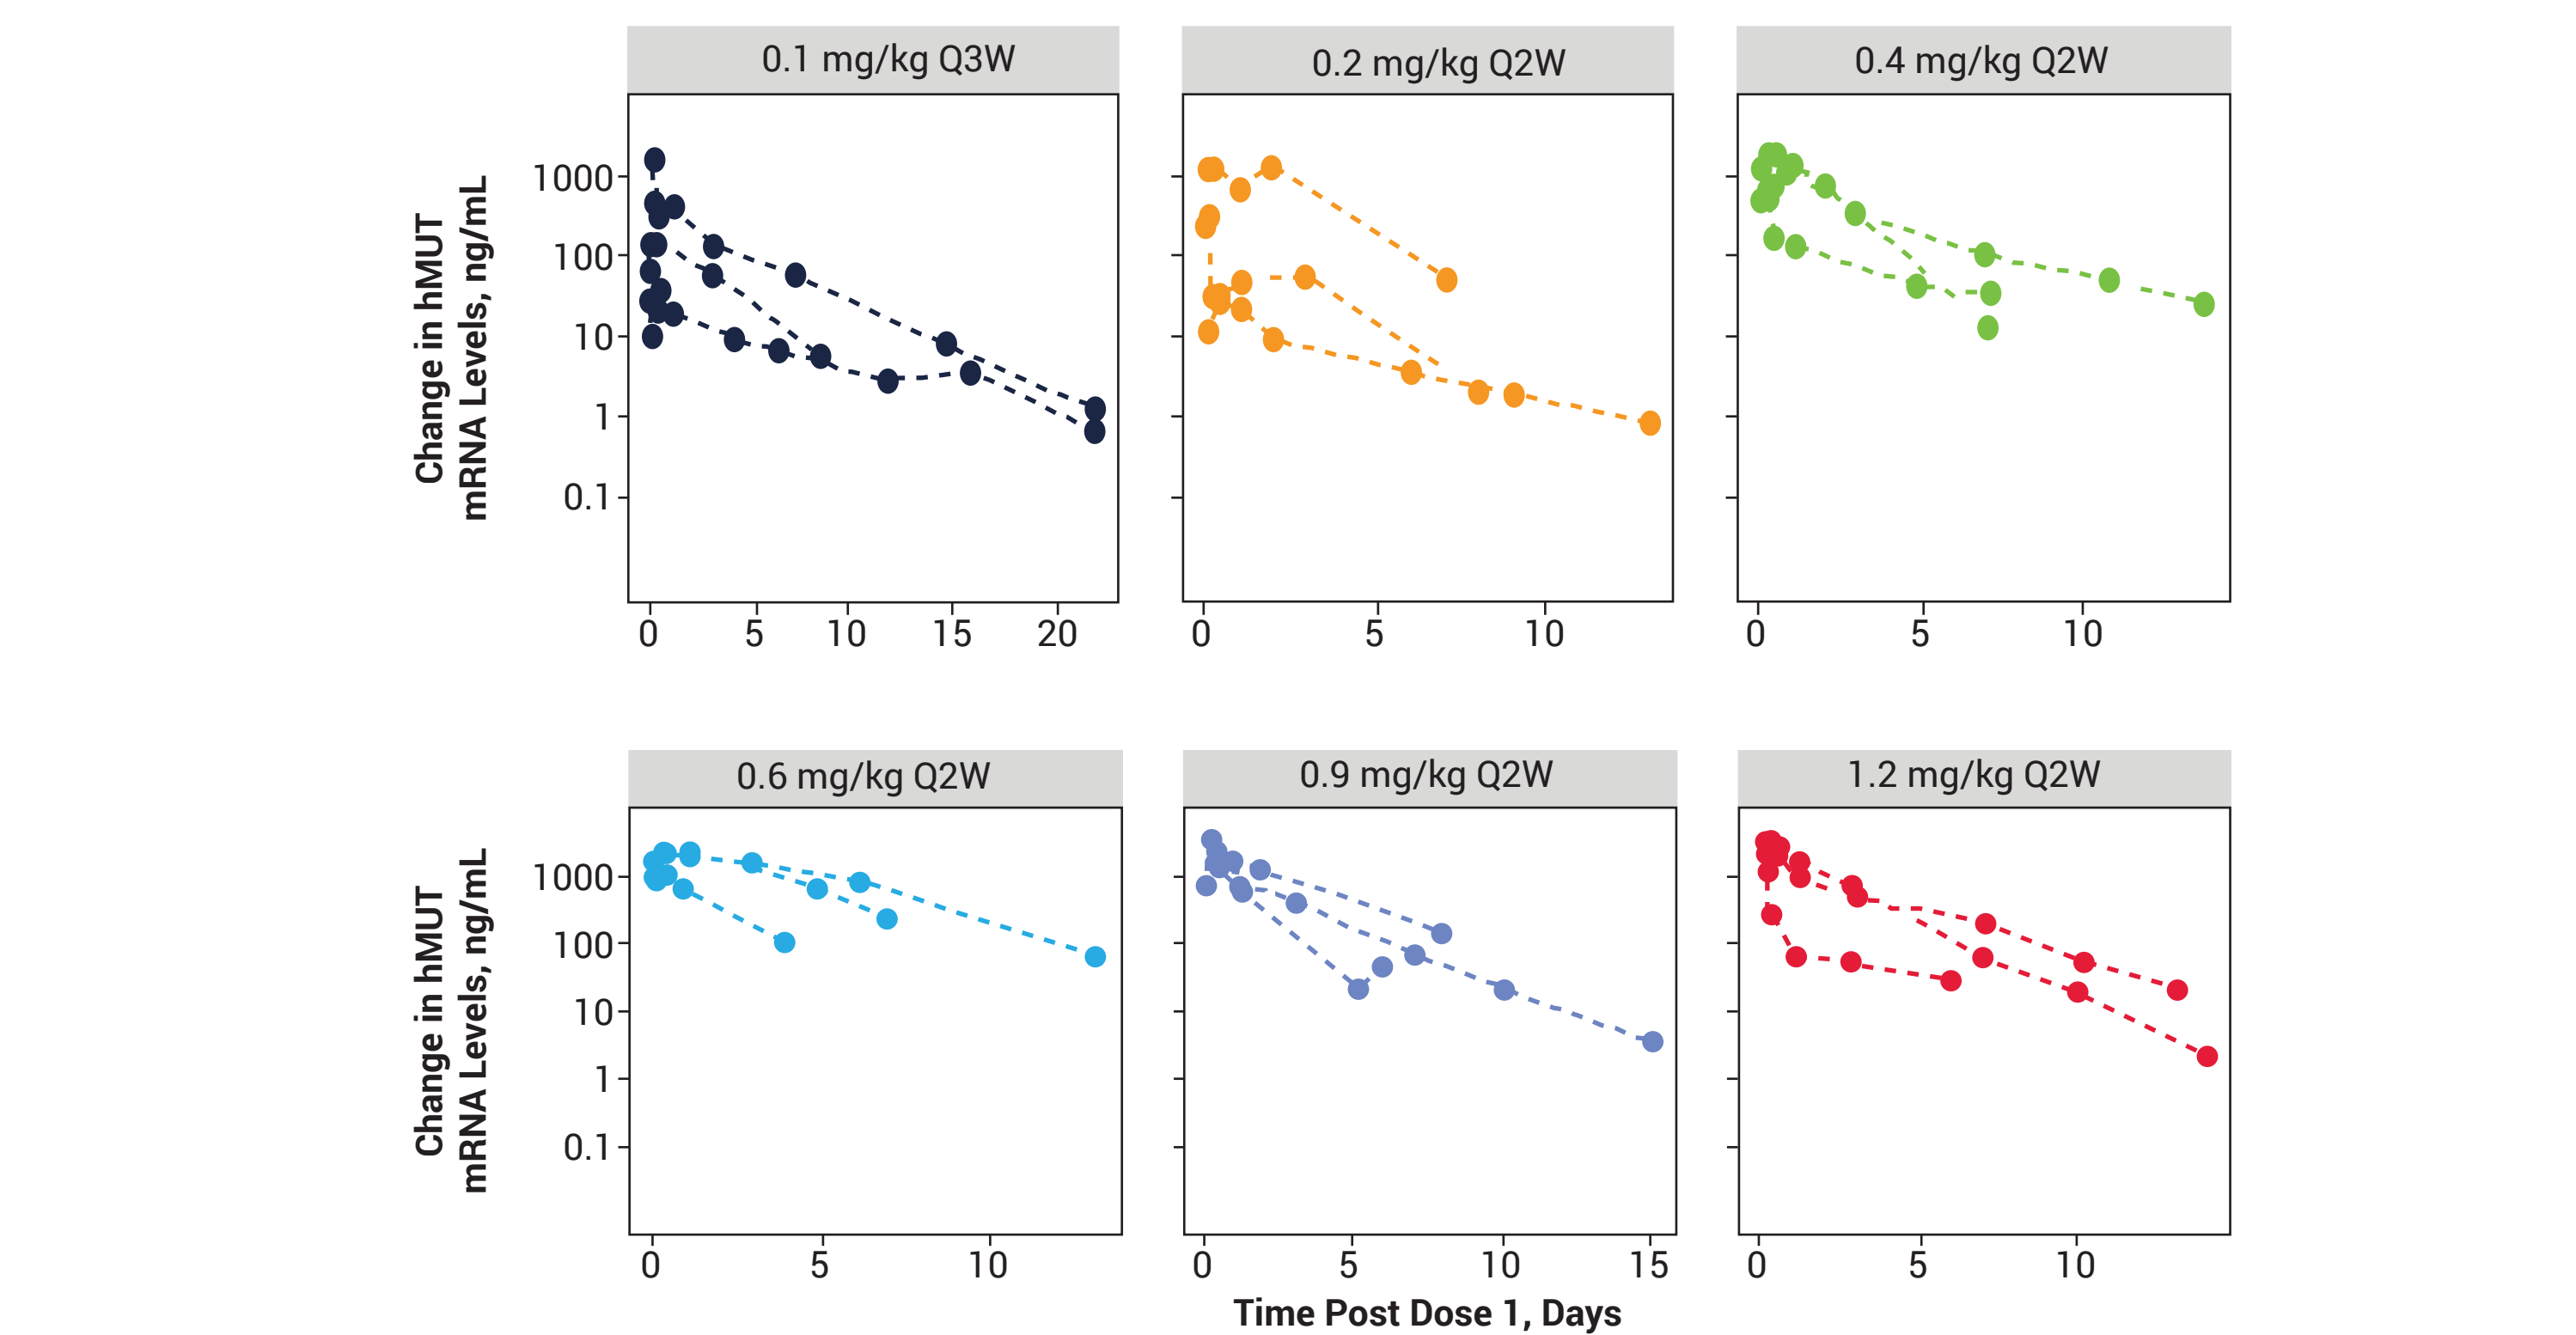 0.1 mg/kg Q3W
0.2 mg/kg Q2W
0.4 mg/kg Q2W
Change in hMUT
mRNA Levels, ng/mL
1000
100
10
1
0.1
0 5 10 15 20
0 5 10
0 5 10
0.6 mg/kg Q2W
0.9 mg/kg Q2W
1.2 mg/kg Q2W
Change in hMUT
mRNA Levels, ng/mL
1000
100
10
1
0.1
0 5 10
0 5 10 15
0 5 10
Time Post Dose 1, Days